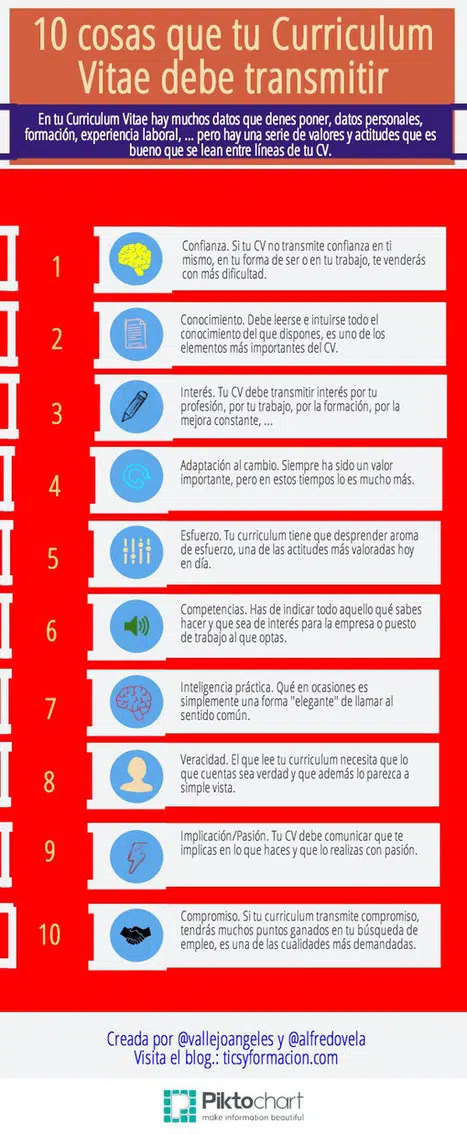 10 cosas que tu Curriculum
Vitae debe transmitir
En tu Curriculum Vitae hay muchos datos que denes poner, datos personales,
formación, experiencia laboral, ... pero hay una serie de valores y actitudes que es
bueno que se lean entre líneas de tu CV.
1
Confianza. Si tu CV no transmite confianza en ti
mismo, en tu forma de ser o en tu trabajo, te venderás
con más dificultad.
2
Conocimiento. Debe leerse e intuirse todo el
conocimiento del que dispones, es uno de los
elementos más importantes del CV.
3
Interés. Tu CV debe transmitir interés por tu
profesión, por tu trabajo, por la formación, por la
mejora constante, ...
4
Adaptación al cambio. Siempre ha sido un valor
importante, pero en estos tiempos lo es mucho más.
5
Esfuerzo. Tu curriculum tiene que desprender aroma
de esfuerzo, una de las actitudes más valoradas hoy
en día.
6
Competencias. Has de indicar todo aquello qué sabes
hacer y que sea de interés para la empresa o puesto
de trabajo al que optas.
7
Inteligencia práctica. Qué en ocasiones es
simplemente una forma "elegante" de llamar al
sentido común.
8
Veracidad. El que lee tu curriculum necesita que lo
que cuentas sea verdad y que además lo parezca a
simple vista.
9
Implicación/Pasión. Tu CV debe comunicar que te
implicas en lo que haces y que lo realizas con pasión.
10
Compromiso. Si tu curriculum transmite compromiso,
tendrás muchos puntos ganados en tu búsqueda de
empleo, es una de las cualidades más demandadas.
Creada por @vallejoangeles y @alfredovela
Visita el blog.: ticsyformacion.com
Piktochart
make information beautiful